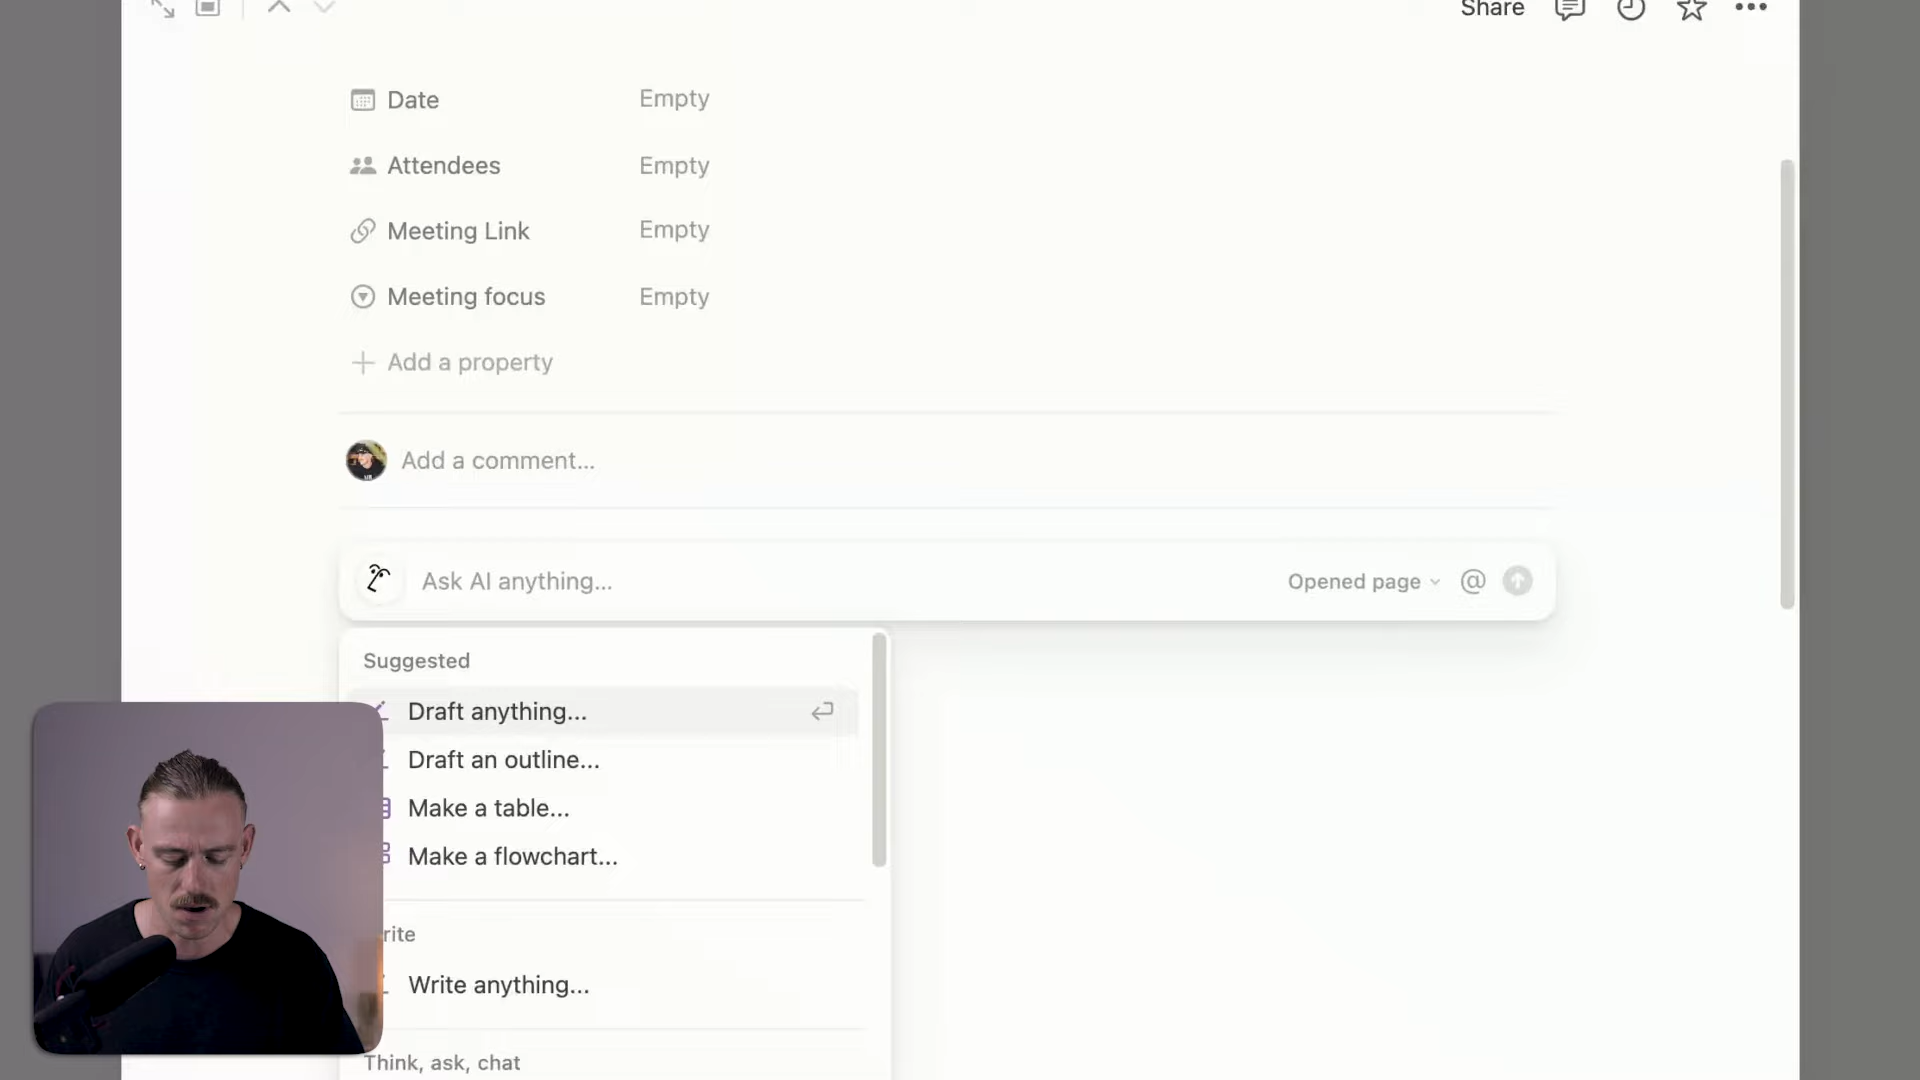 Share
Date Empty
Attendees Empty
Meeting Link Empty
Meeting focus Empty
Add a property
Add a comment...
Ask AI anything... Opened page @
Suggested
Draft anything...
Draft an outline...
Make a table...
Make a flowchart...
rite
Write anything...
Think, ask, chat